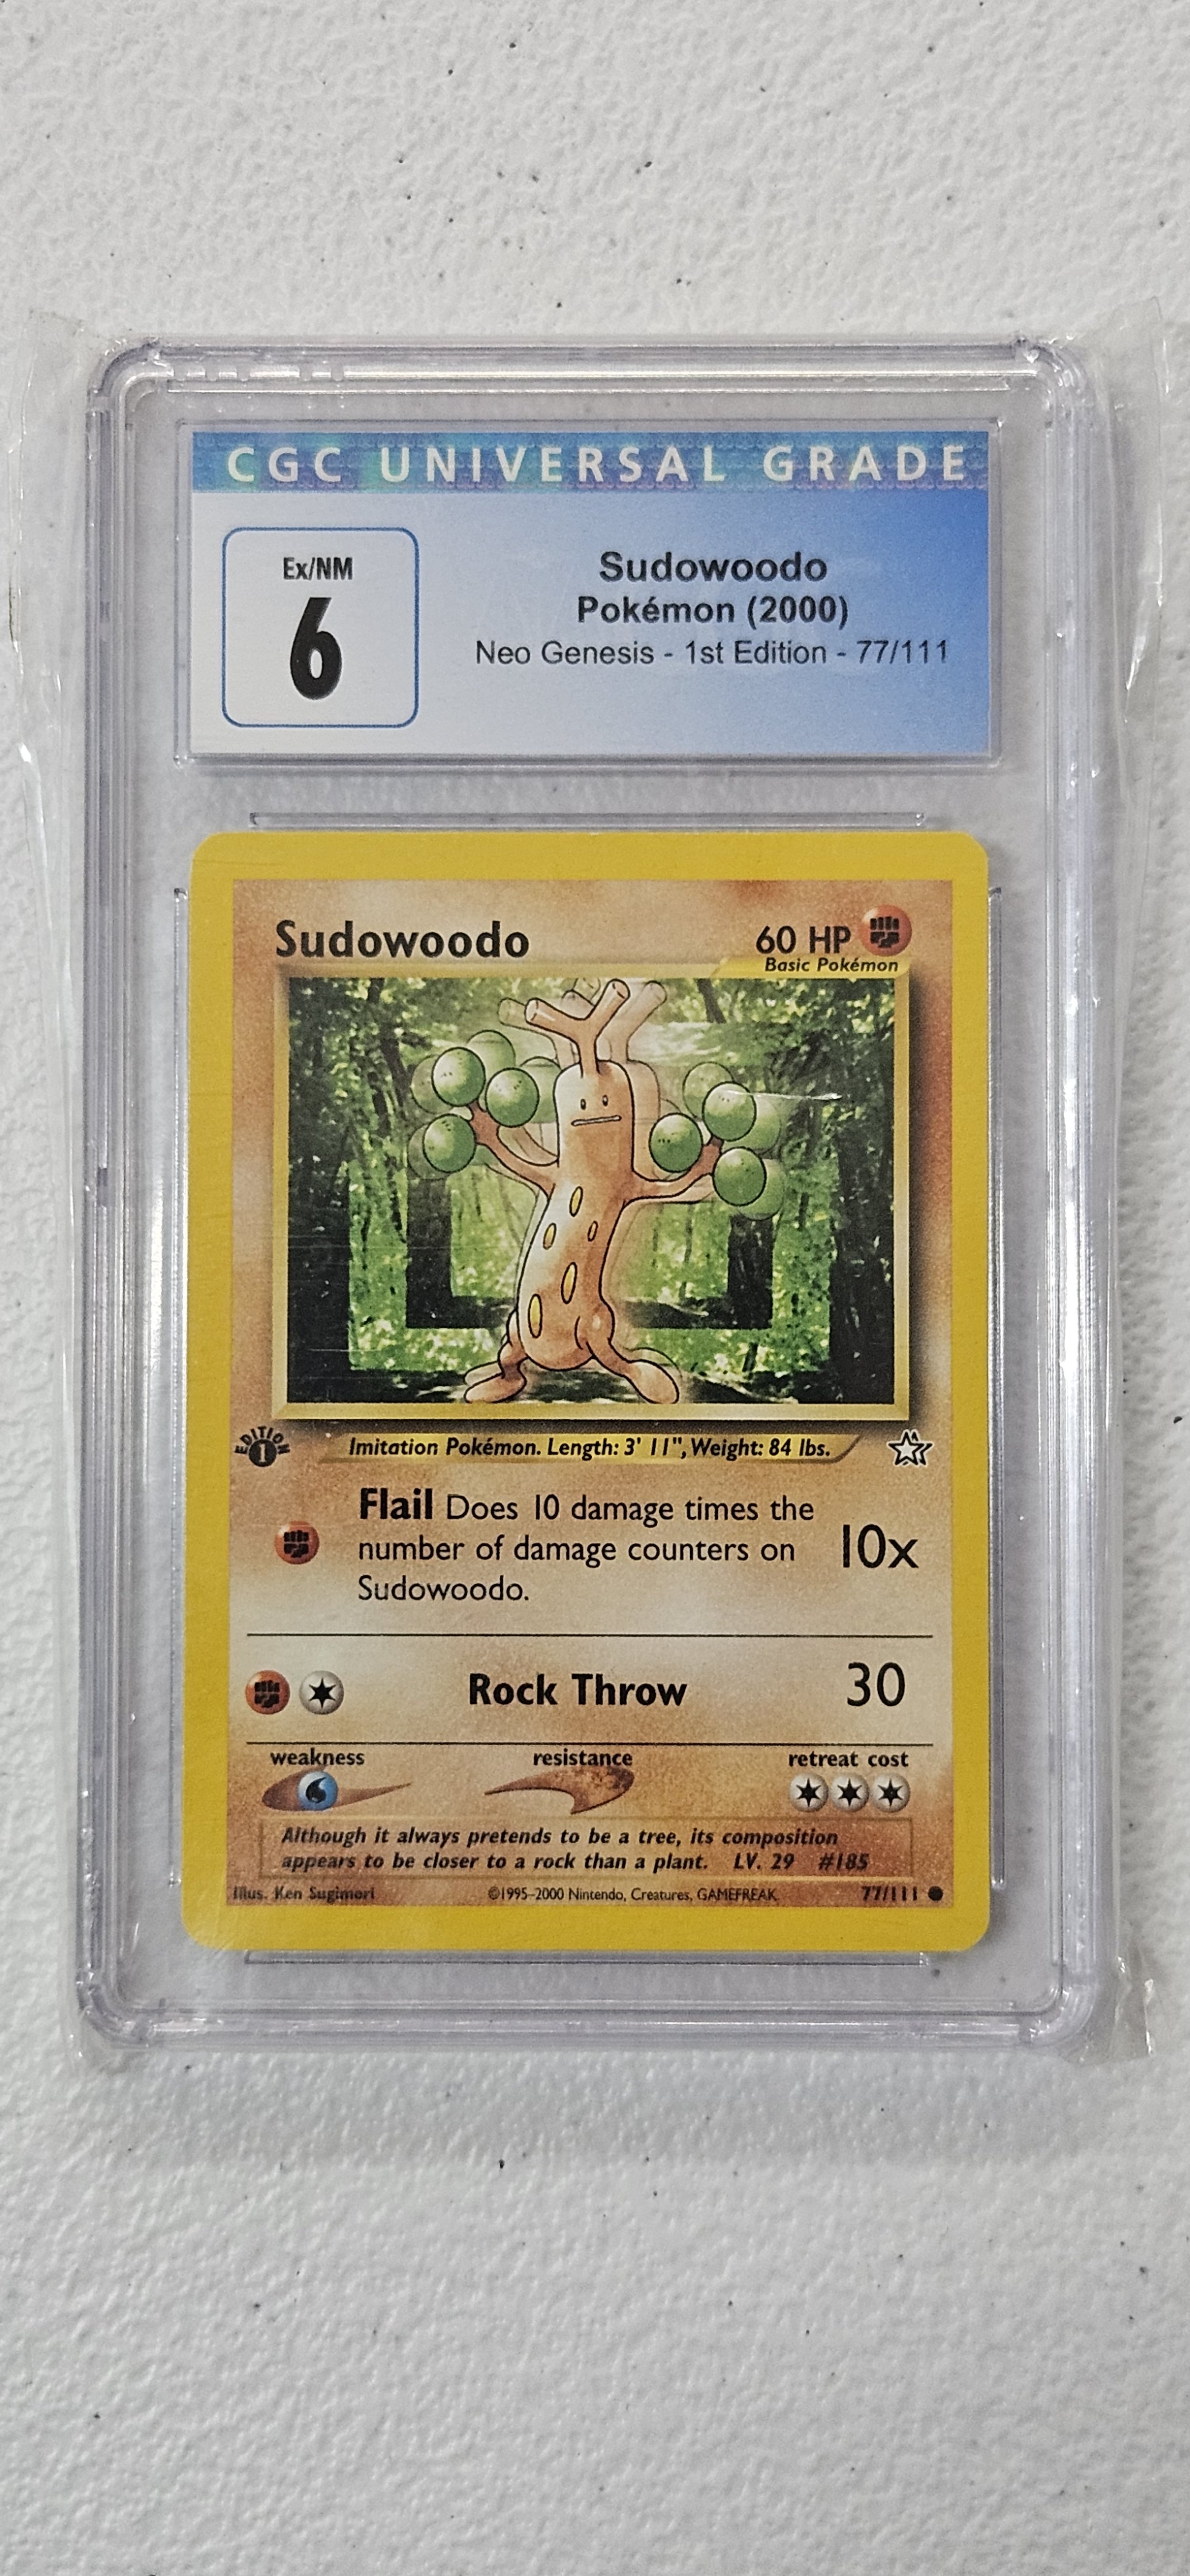 CGC UNIVERSAL GRADE
Ex/NM
6
Sudowoodo
Pokémon (2000)
Neo Genesis - 1st Edition - 77/111
Sudowoodo
60 HP
Basic Pokémon
EDITION
1
Imitation Pokémon. Length: 3' 11", Weight: 84 lbs.
Flail Does 10 damage times the
number of damage counters on
Sudowoodo.
10x
Rock Throw
30
weakness
resistance
retreat cost
Although it always pretends to be a tree, its composition
appears to be closer to a rock than a plant. LV. 29 #185
Illus. Ken Sugimori
©1995–2000 Nintendo, Creatures, GAMEFREAK
77/111